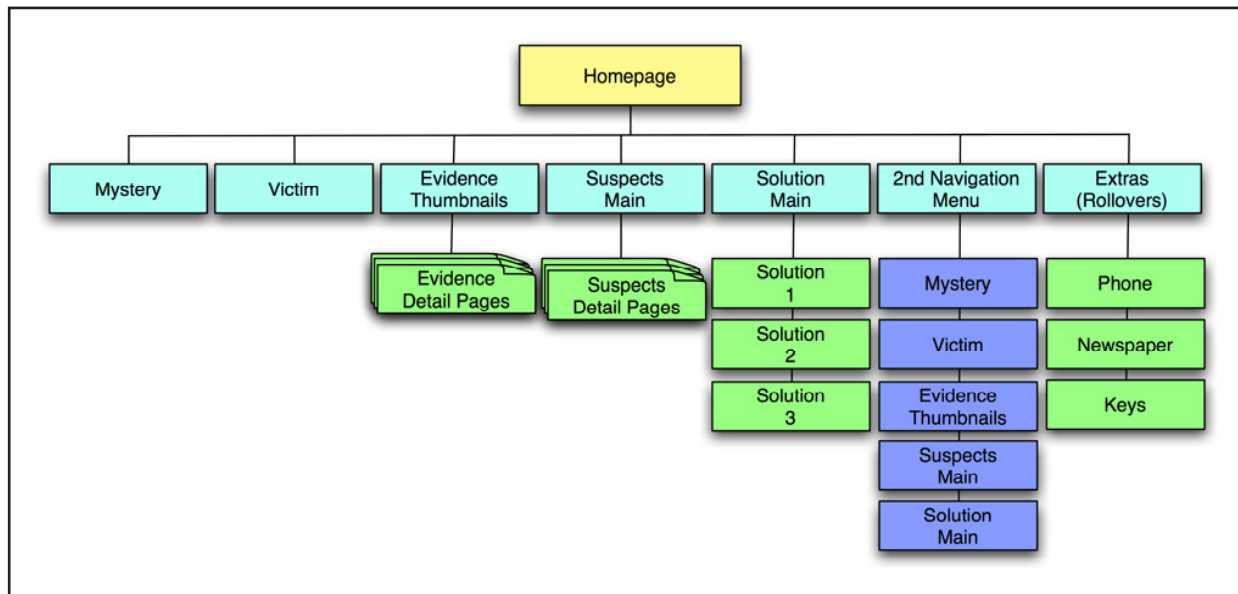 Homepage
Mystery
Victim
Evidence
Thumbnails
Suspects
Main
Solution
Main
2nd Navigation
Menu
Extras
(Rollovers)
Evidence
Detail Pages
Suspects
Detail Pages
Solution
1
Solution
2
Solution
3
Mystery
Victim
Evidence
Thumbnails
Suspects
Main
Solution
Main
Phone
Newspaper
Keys